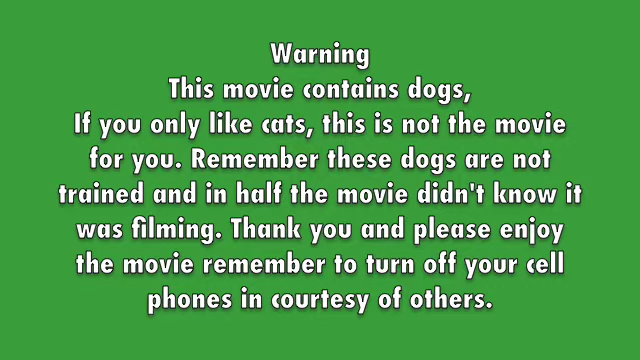 Warning
This movie contains dogs,
If you only like cats, this is not the movie
for you. Remember these dogs are not
trained and in half the movie didn't know it
was filming. Thank you and please enjoy
the movie remember to turn off your cell
phones in courtesy of others.